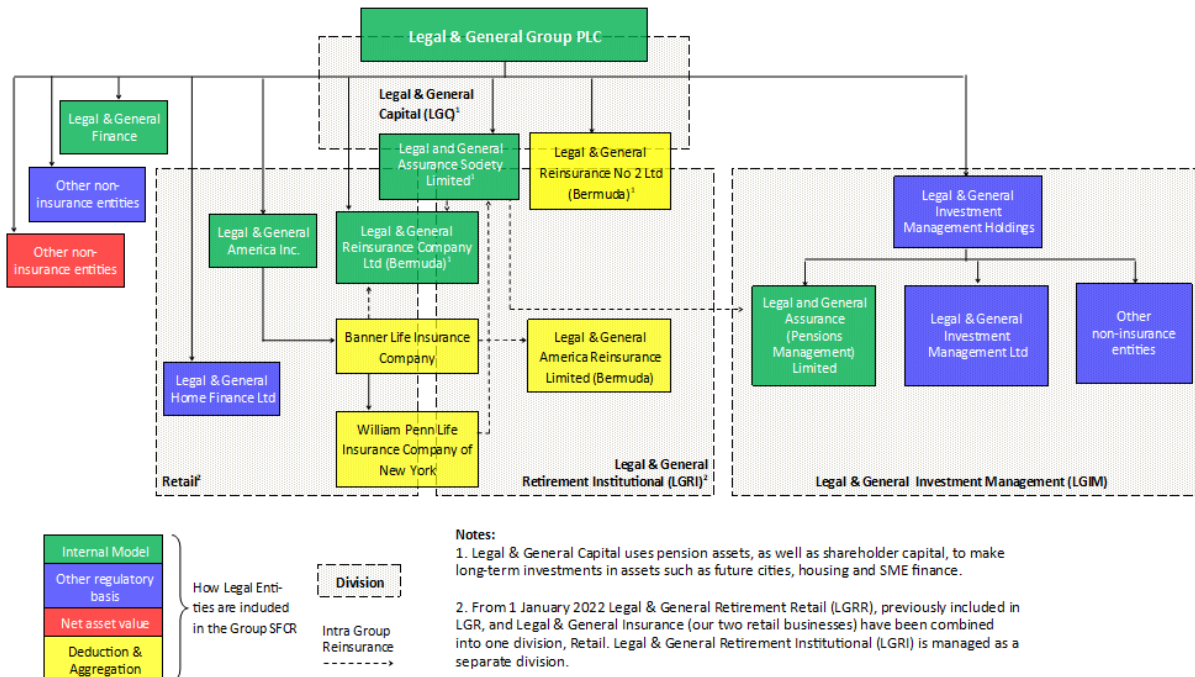 Legal & General Group PLC
Legal & General
Capital (LGC)¹
Legal & General
Finance
Legal and General
Assurance Society
Limited¹
Legal & General
Reinsurance No 2 Ltd
(Bermuda)¹
Other non-
insurance entities
Legal & General
Investment
Management Holdings
Other non-
insurance entities
Legal & General
America Inc.
Legal & General
Reinsurance Company
Ltd (Bermuda)¹
Legal and General
Assurance
(Pensions
Management)
Limited
Legal & General
Investment
Management Ltd
Other
non-insurance
entities
Banner Life Insurance
Company
Legal & General
America Reinsurance
Limited (Bermuda)
Legal & General
Home Finance Ltd
William Penn Life
Insurance Company of
New York
Retail²
Legal & General
Retirement Institutional (LGRI)²
Legal & General Investment Management (LGIM)
Internal Model
Other regulatory
basis
Net asset value
Deduction &
Aggregation
How Legal Enti-
ties are included
in the Group SFCR
Division
Intra Group
Reinsurance
Notes:
1. Legal & General Capital uses pension assets, as well as shareholder capital, to make
long-term investments in assets such as future cities, housing and SME finance.
2. From 1 January 2022 Legal & General Retirement Retail (LGRR), previously included in
LGR, and Legal & General Insurance (our two retail businesses) have been combined
into one division, Retail. Legal & General Retirement Institutional (LGRI) is managed as a
separate division.